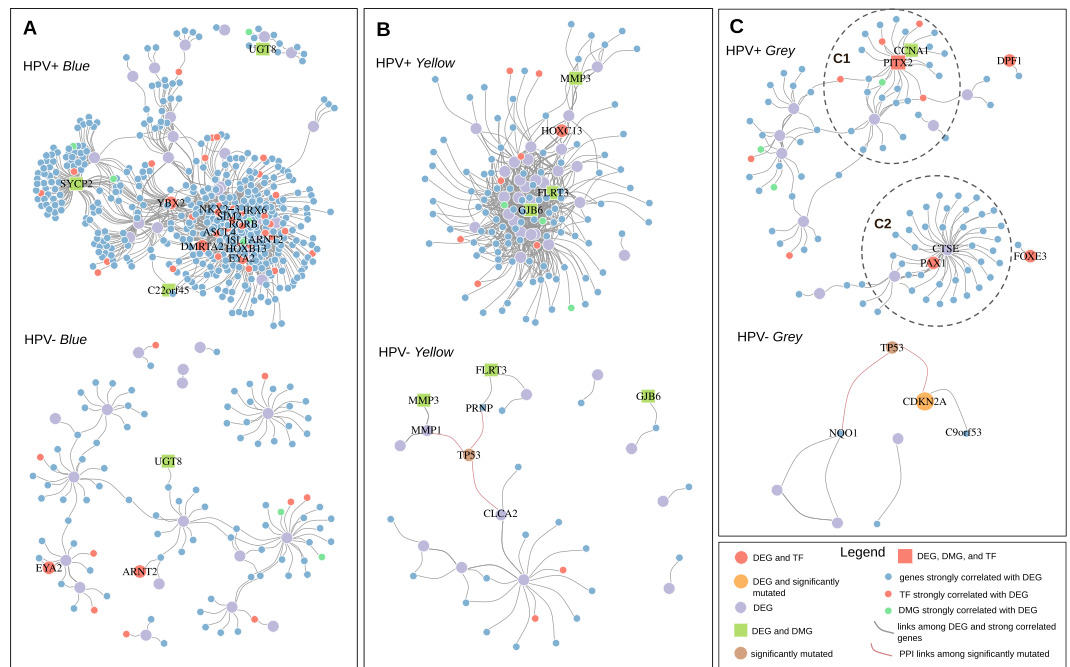 A
HPV+ Blue
UGT8
SYCP2
YBX2
NKX2-3
IRX6
SIM2
RORB
ASCL4
ISL1
ARNT2
DMRTA2
HOXB13
EYA2
C22orf45
HPV- Blue
UGT8
EYA2
ARNT2
B
HPV+ Yellow
MMP3
HOXC13
FLRT3
GJB6
HPV- Yellow
FLRT3
MMP3
PRNP
GJB6
MMP1
TP53
CLCA2
C
HPV+ Grey
C1
CCNA1
PITX2
DPF1
C2
CTSE
PAX1
FOXE3
HPV- Grey
TP53
CDKN2A
NQO1
C9orf53
Legend
DEG and TF
DEG and significantly
mutated
DEG
DEG and DMG
significantly mutated
DEG, DMG, and TF
genes strongly correlated with DEG
TF strongly correlated with DEG
DMG strongly correlated with DEG
links among DEG and strong correlated
genes
PPI links among significantly mutated